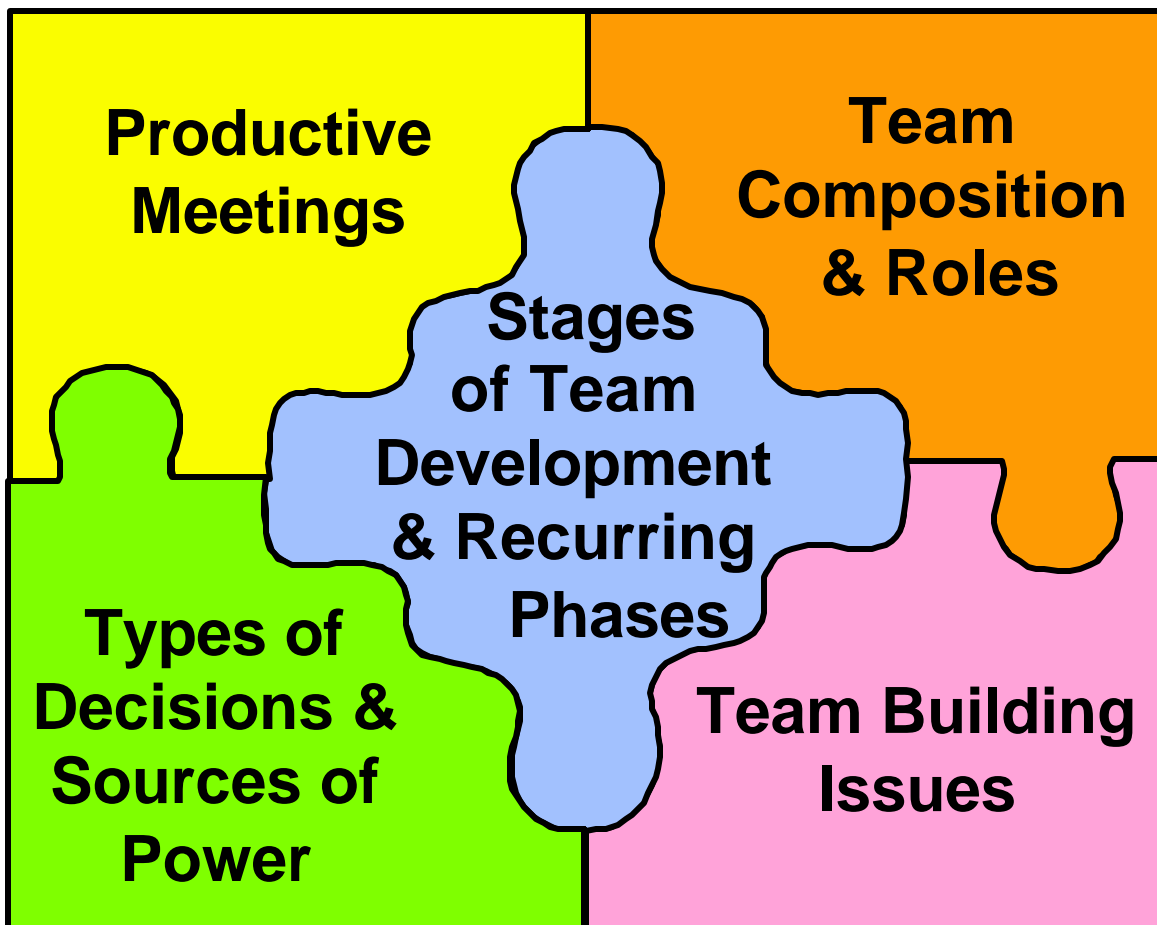 Productive
Meetings
Team
Composition
& Roles
Stages
of Team
Development
& Recurring
Phases
Types of
Decisions &
Sources of
Power
Team Building
Issues